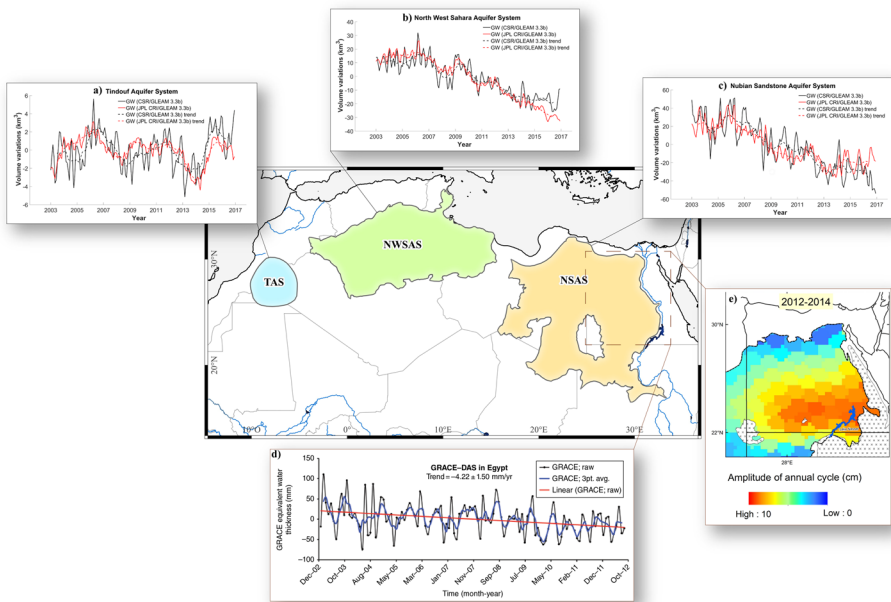 b) North West Sahara Aquifer System
GW (CSR/GLEAM 3.3b)
GW (JPL CRI/GLEAM 3.3b)
GW (CSR/GLEAM 3.3b) trend
GW (JPL CRI/GLEAM 3.3b) trend
Volume variations (km³)
40
30
20
10
0
-10
-20
-30
-40
2003 2005 2007 2009 2011 2013 2015 2017
Year
a) Tindouf Aquifer System
GW (CSR/GLEAM 3.3b)
GW (JPL CRI/GLEAM 3.3b)
GW (CSR/GLEAM 3.3b) trend
GW (JPL CRI/GLEAM 3.3b) trend
Volume variations (km³)
6
4
2
0
-2
-4
-6
2003 2005 2007 2009 2011 2013 2015 2017
Year
c) Nubian Sandstone Aquifer System
GW (CSR/GLEAM 3.3b)
GW (JPL CRI/GLEAM 3.3b)
GW (CSR/GLEAM 3.3b) trend
GW (JPL CRI/GLEAM 3.3b) trend
Volume variations (km³)
60
40
20
0
-20
-40
-60
2003 2005 2007 2009 2011 2013 2015 2017
Year
30°N
20°N
TAS
NWSAS
NSAS
10°O 0° 10°E 20°E 30°E
e) 2012-2014
30°N
22°N
28°E
Amplitude of annual cycle (cm)
High : 10 Low : 0
d)
GRACE–DAS in Egypt
Trend = −4.22 ± 1.50 mm/yr
GRACE; raw
GRACE; 3pt. avg.
Linear (GRACE; raw)
GRACE equivalent water
thickness (mm)
150
100
50
0
−50
−100
Dec–02 Oct–03 Aug–04 May–05 Mar–06 Jan–07 Nov–07 Sep–08 Jul–09 May–10 Feb–11 Dec–11 Oct–12
Time (month-year)